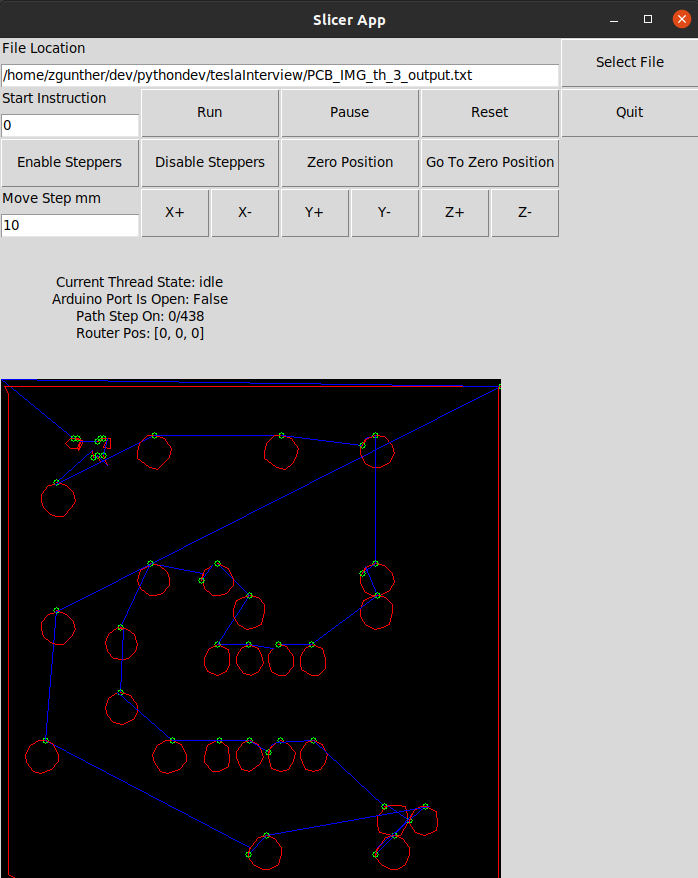 Slicer App
File Location
Select File
/home/zgunther/dev/pythondev/teslaInterview/PCB_IMG_th_3_output.txt
Start Instruction
Run
Pause
Reset
Quit
0
Enable Steppers
Disable Steppers
Zero Position
Go To Zero Position
Move Step mm
X+
X-
Y+
Y-
Z+
Z-
10
Current Thread State: idle
Arduino Port Is Open: False
Path Step On: 0/438
Router Pos: [0, 0, 0]